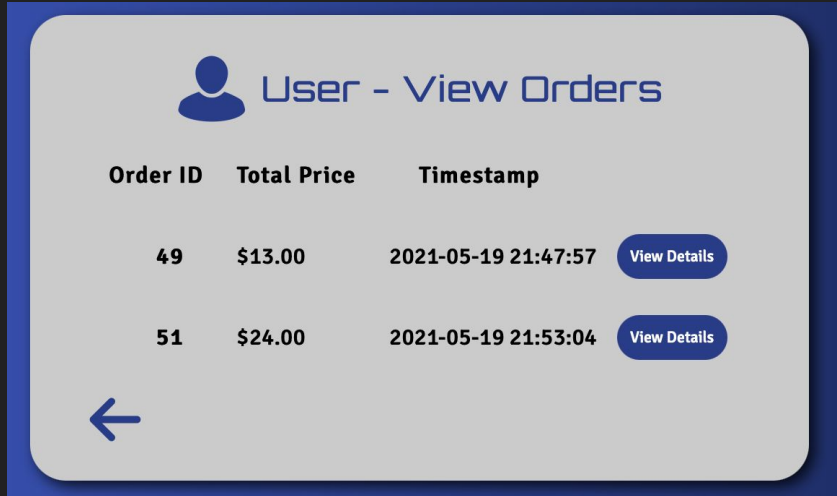 User - View Orders
Order ID Total Price Timestamp
49 $13.00 2021-05-19 21:47:57 View Details
51 $24.00 2021-05-19 21:53:04 View Details